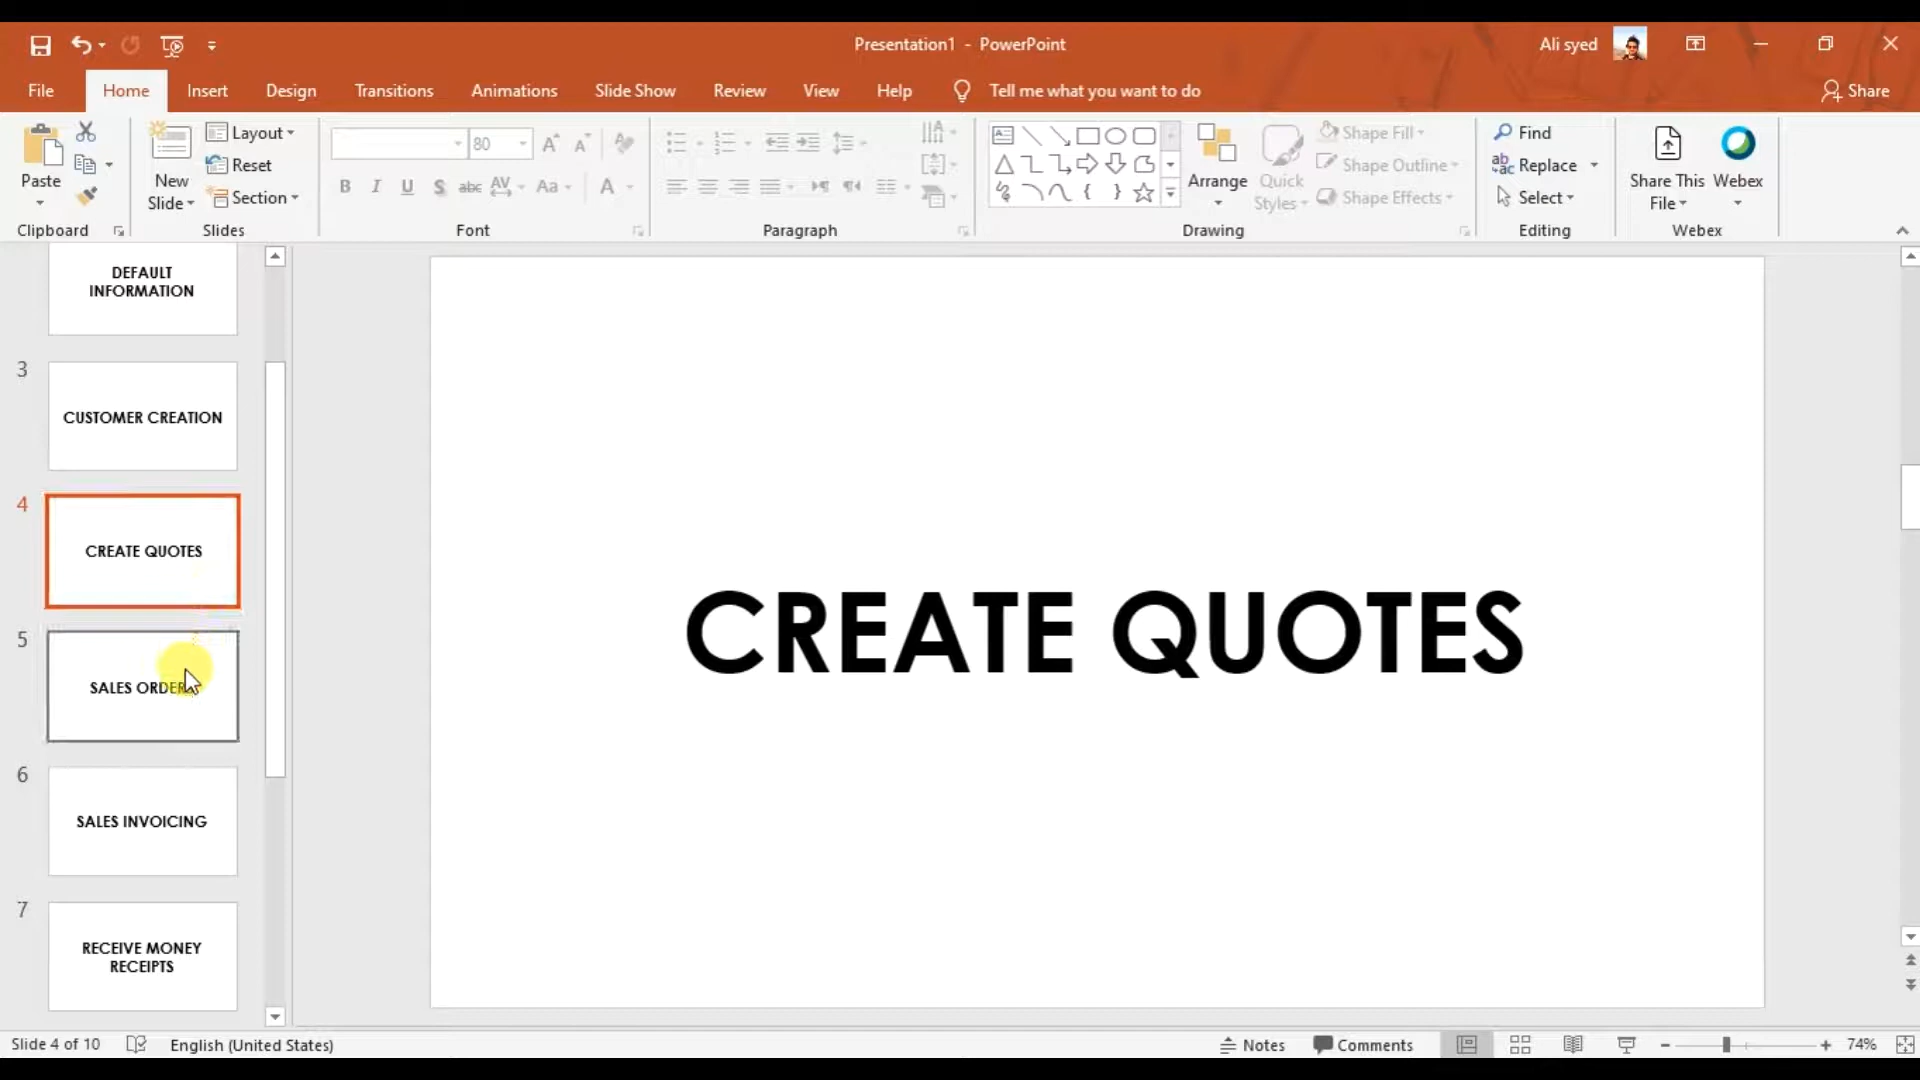 Presentation1 - PowerPoint
Ali syed
File
Home
Insert
Design
Transitions
Animations
Slide Show
Review
View
Help
Tell me what you want to do
Share
Paste
Clipboard
New
Slide
Layout
Reset
Section
Slides
80
B
I
U
S
abc
AV
Aa
A
Font
Paragraph
Arrange
Quick
Styles
Shape Fill
Shape Outline
Shape Effects
Drawing
Find
Replace
Select
Editing
Share This
File
Webex
Webex
DEFAULT
INFORMATION
3
CUSTOMER CREATION
4
CREATE QUOTES
5
SALES ORDER
6
SALES INVOICING
7
RECEIVE MONEY
RECEIPTS
CREATE QUOTES
Slide 4 of 10
English (United States)
Notes
Comments
74%